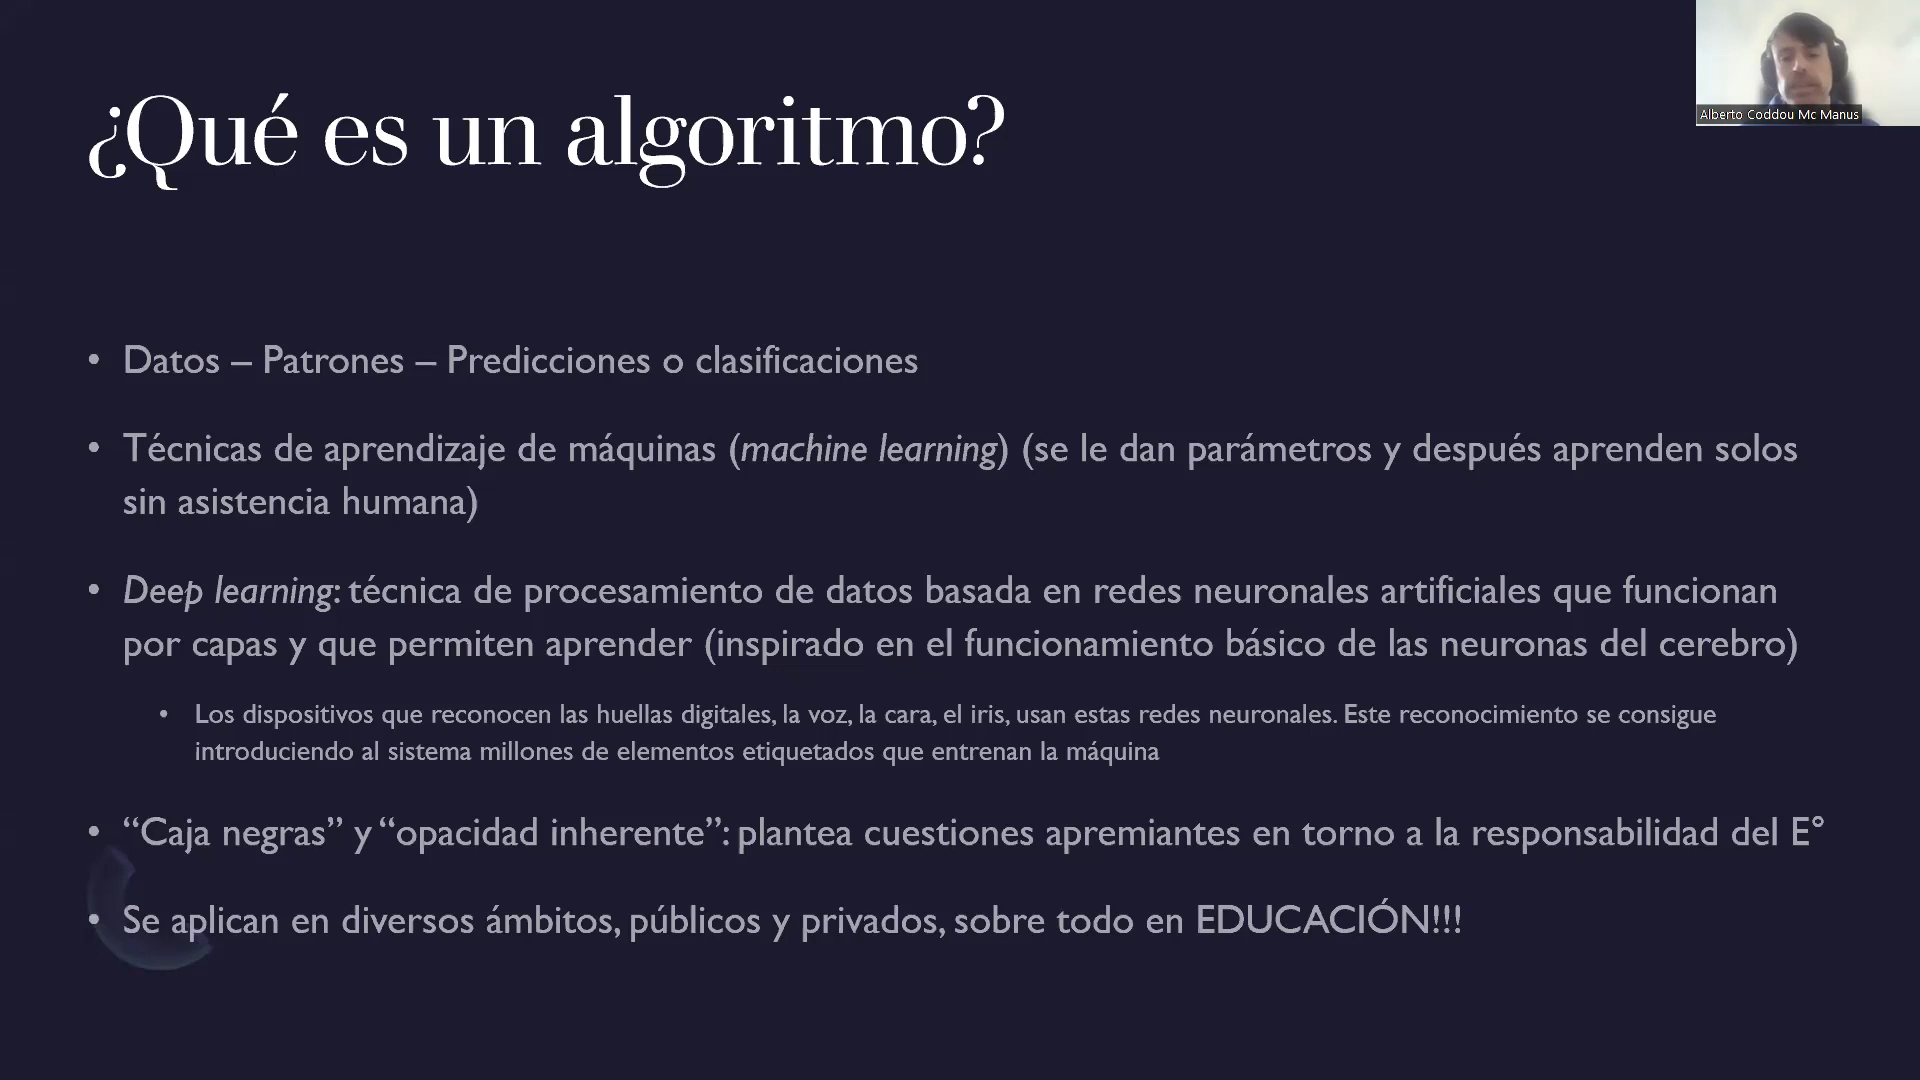 ¿Qué es un algoritmo?
Alberto Coddou Mc Manus
• Datos – Patrones – Predicciones o clasificaciones
• Técnicas de aprendizaje de máquinas (machine learning) (se le dan parámetros y después aprenden solos
sin asistencia humana)
• Deep learning: técnica de procesamiento de datos basada en redes neuronales artificiales que funcionan
por capas y que permiten aprender (inspirado en el funcionamiento básico de las neuronas del cerebro)
• Los dispositivos que reconocen las huellas digitales, la voz, la cara, el iris, usan estas redes neuronales. Este reconocimiento se consigue
introduciendo al sistema millones de elementos etiquetados que entrenan la máquina
• “Caja negras” y “opacidad inherente”: plantea cuestiones apremiantes en torno a la responsabilidad del E°
• Se aplican en diversos ámbitos, públicos y privados, sobre todo en EDUCACIÓN!!!